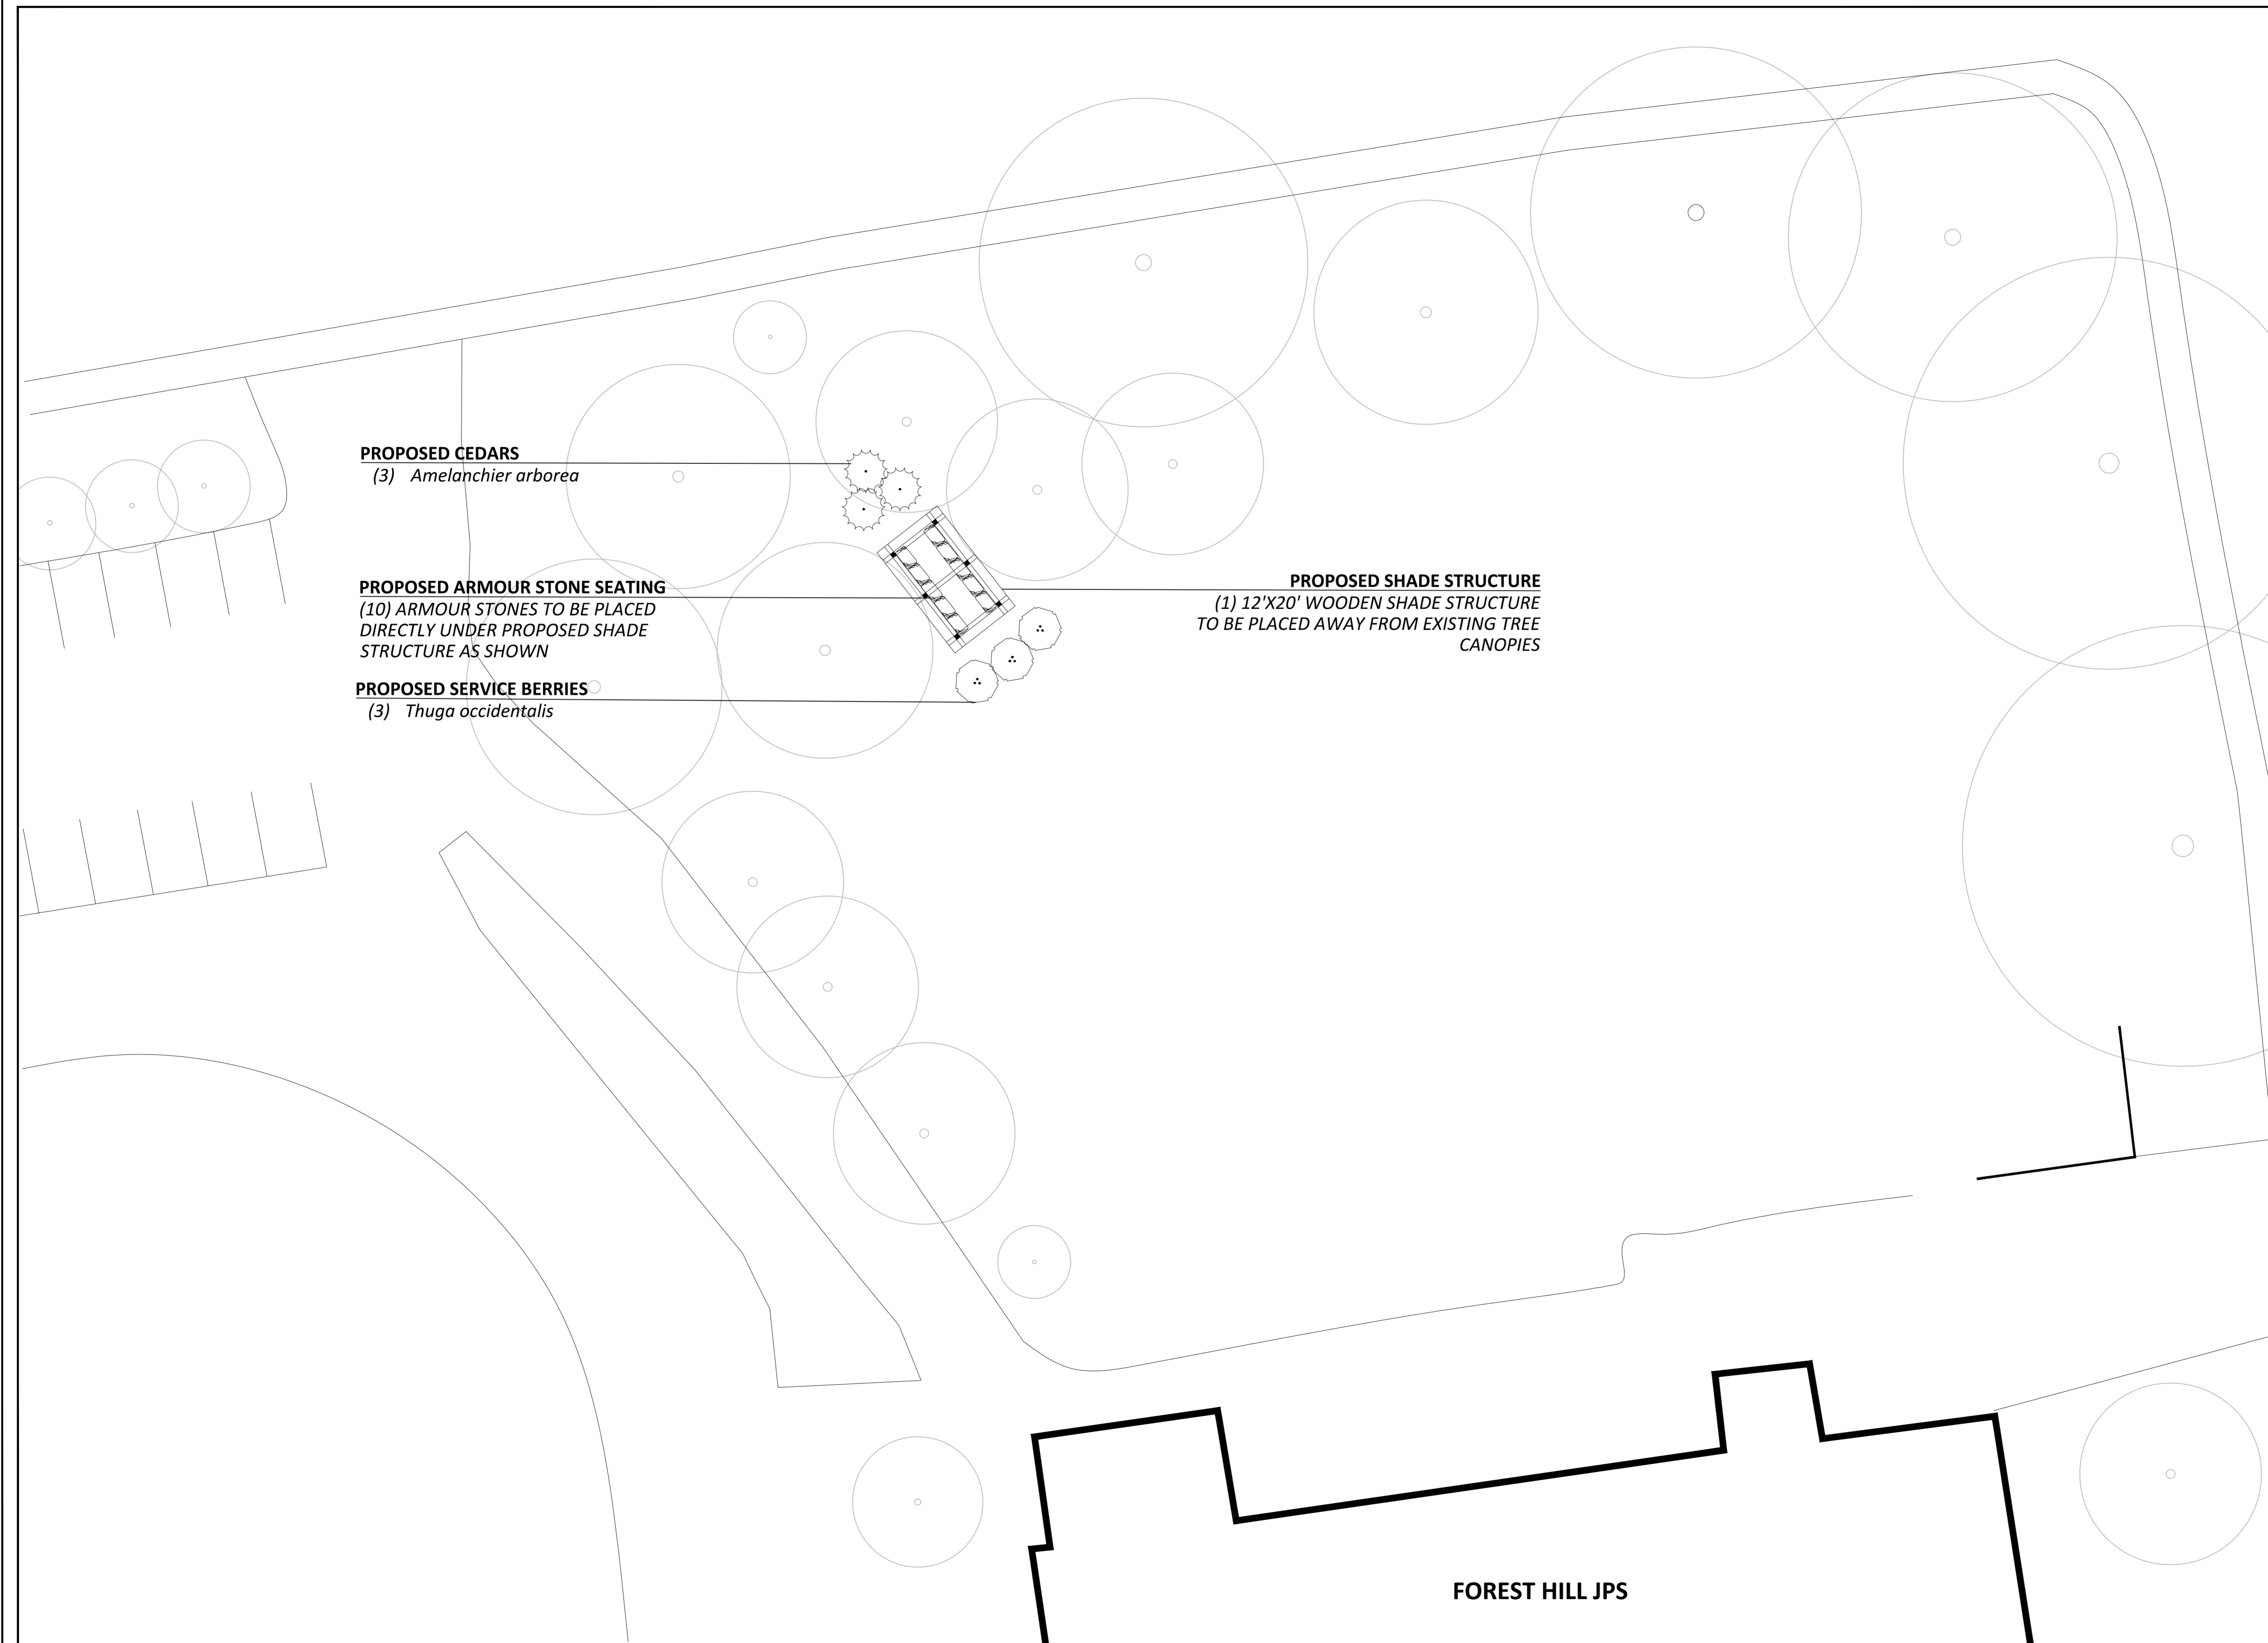 PROPOSED CEDARS
(3) Amelanchier arborea
PROPOSED ARMOUR STONE SEATING
(10) ARMOUR STONES TO BE PLACED
DIRECTLY UNDER PROPOSED SHADE
STRUCTURE AS SHOWN
PROPOSED SERVICE BERRIES
(3) Thuga occidentalis
PROPOSED SHADE STRUCTURE
(1) 12'X20' WOODEN SHADE STRUCTURE
TO BE PLACED AWAY FROM EXISTING TREE
CANOPIES
FOREST HILL JPS